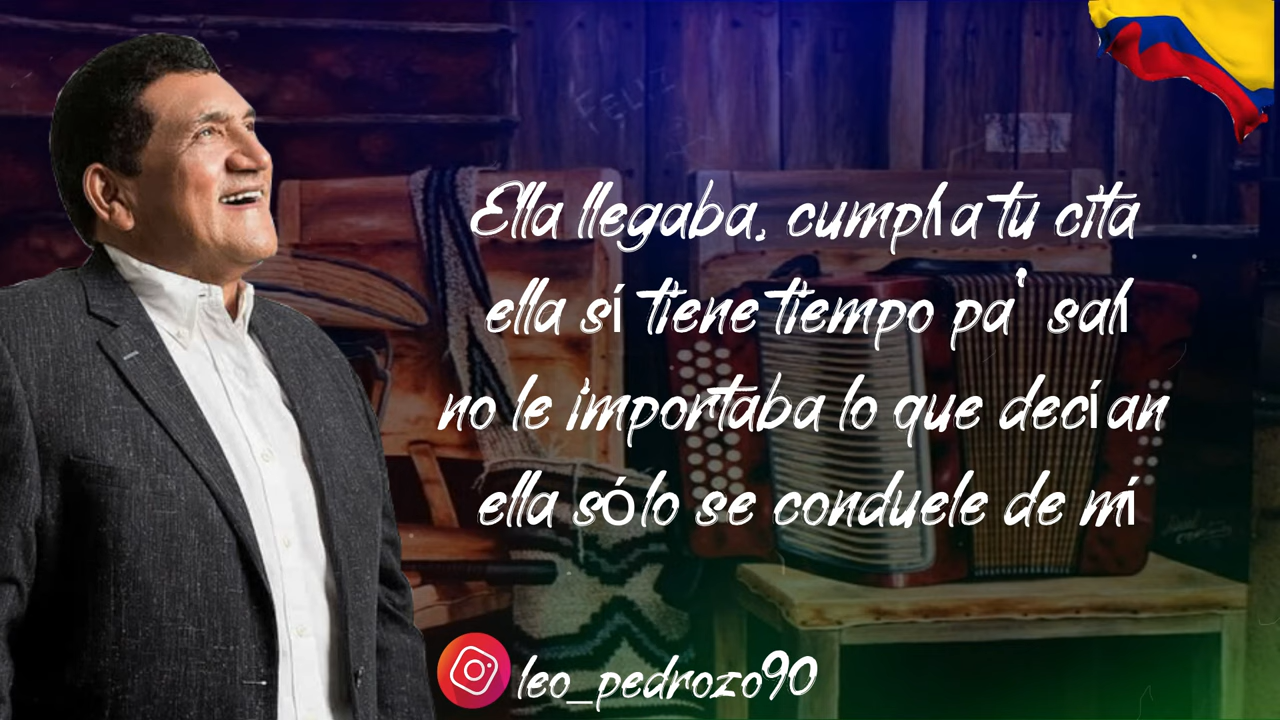 Ella llegaba, cumplía tu cita
ella sí tiene tiempo pa' salí
no le importaba lo que decían
ella sólo se conduele de mí
leo_pedrozo90